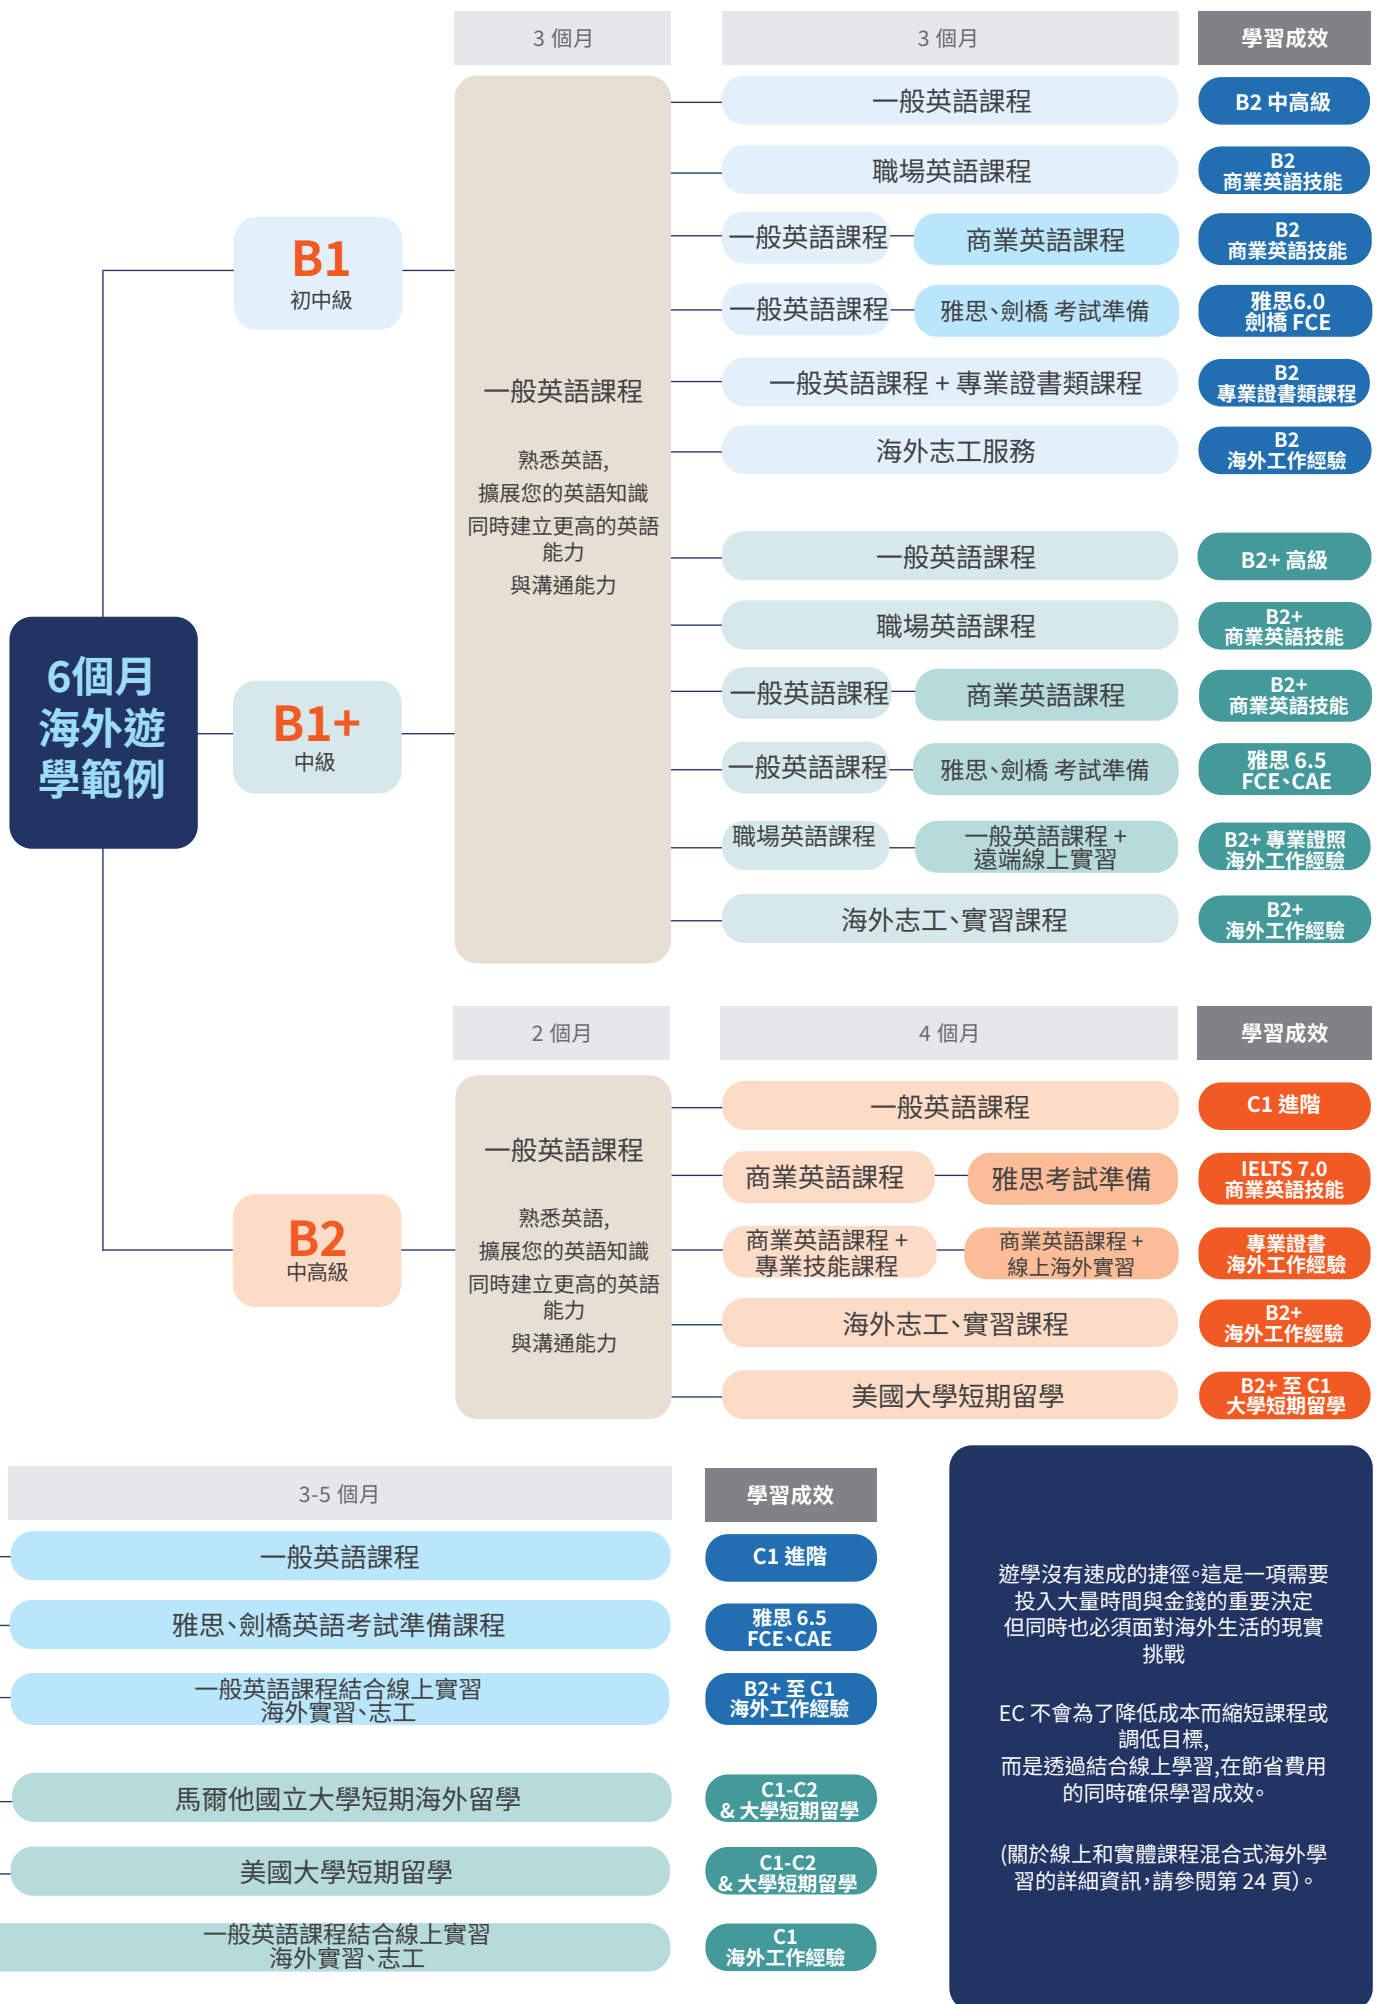 3 個月
3 個月
學習成效
一般英語課程
B2 中高級
職場英語課程
B2
商業英語技能
一般英語課程
商業英語課程
B2
商業英語技能
B1
初中級
一般英語課程
雅思、劍橋 考試準備
雅思6.0
劍橋 FCE
一般英語課程 + 專業證書類課程
B2
專業證書類課程
一般英語課程
海外志工服務
B2
海外工作經驗
熟悉英語,
擴展您的英語知識
同時建立更高的英語
能力
與溝通能力
一般英語課程
B2+ 高級
職場英語課程
B2+
商業英語技能
6個月
海外遊
學範例
B1+
中級
一般英語課程
商業英語課程
B2+
商業英語技能
一般英語課程
雅思、劍橋 考試準備
雅思 6.5
FCE、CAE
職場英語課程
一般英語課程 +
遠端線上實習
B2+ 專業證照
海外工作經驗
海外志工、實習課程
B2+
海外工作經驗
2 個月
4 個月
學習成效
一般英語課程
C1 進階
一般英語課程
商業英語課程
雅思考試準備
IELTS 7.0
商業英語技能
熟悉英語,
擴展您的英語知識
同時建立更高的英語
能力
與溝通能力
B2
中高級
商業英語課程 +
專業技能課程
商業英語課程 +
線上海外實習
專業證書
海外工作經驗
海外志工、實習課程
B2+
海外工作經驗
美國大學短期留學
B2+ 至 C1
大學短期留學
3-5 個月
學習成效
一般英語課程
C1 進階
雅思、劍橋英語考試準備課程
雅思 6.5
FCE、CAE
一般英語課程結合線上實習
海外實習、志工
B2+ 至 C1
海外工作經驗
馬爾他國立大學短期海外留學
C1-C2
& 大學短期留學
美國大學短期留學
C1-C2
& 大學短期留學
一般英語課程結合線上實習
海外實習、志工
C1
海外工作經驗
遊學沒有速成的捷徑。這是一項需要
投入大量時間與金錢的重要決定
但同時也必須面對海外生活的現實
挑戰
EC 不會為了降低成本而縮短課程或
調低目標,
而是透過結合線上學習,在節省費用
的同時確保學習成效。
(關於線上和實體課程混合式海外學
習的詳細資訊，請參閱第 24 頁)。